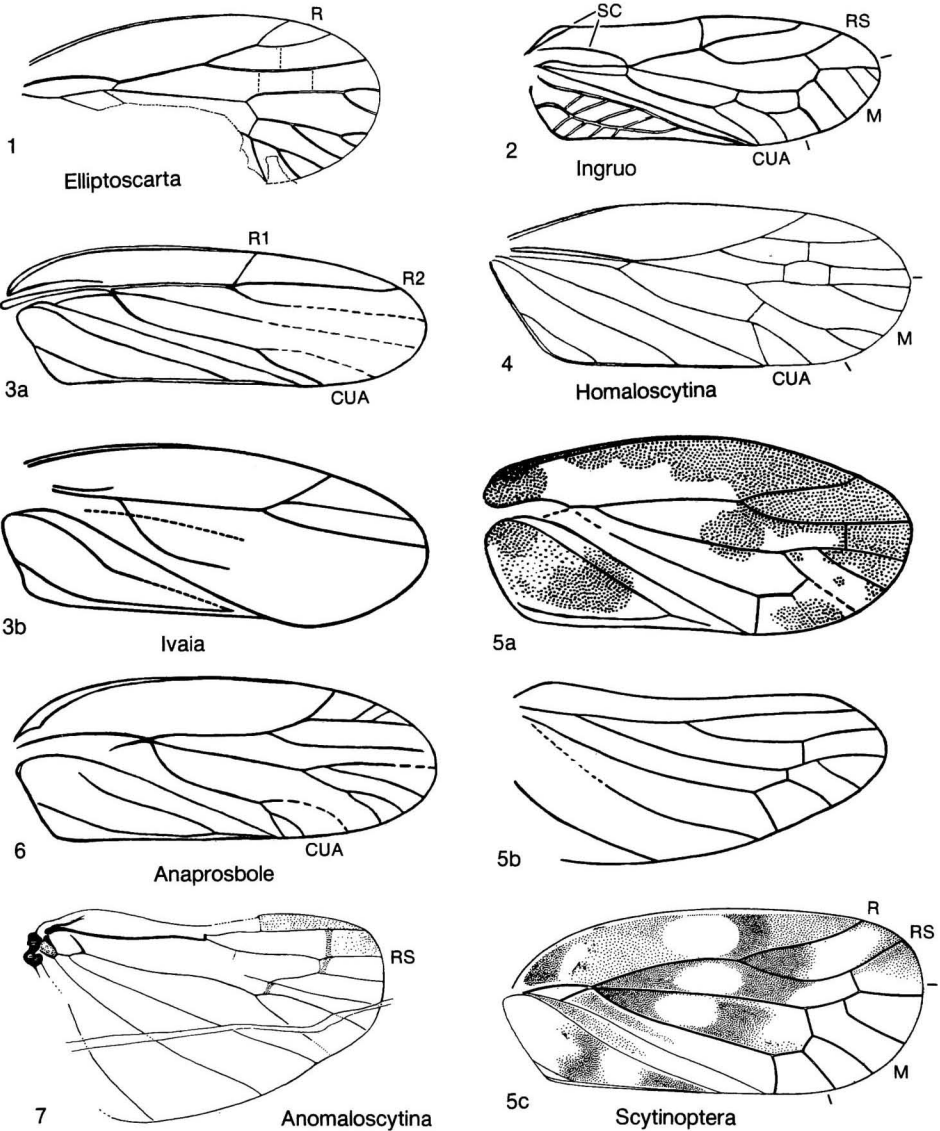 R
1
Elliptoscarta
SC
RS
2
M
CUA
Ingruo
R1
R2
3a
CUA
4
M
CUA
Homaloscytina
3b
Ivaia
5a
6
CUA
Anaprosbole
5b
7
RS
Anomaloscytina
R
RS
M
5c
Scytinoptera